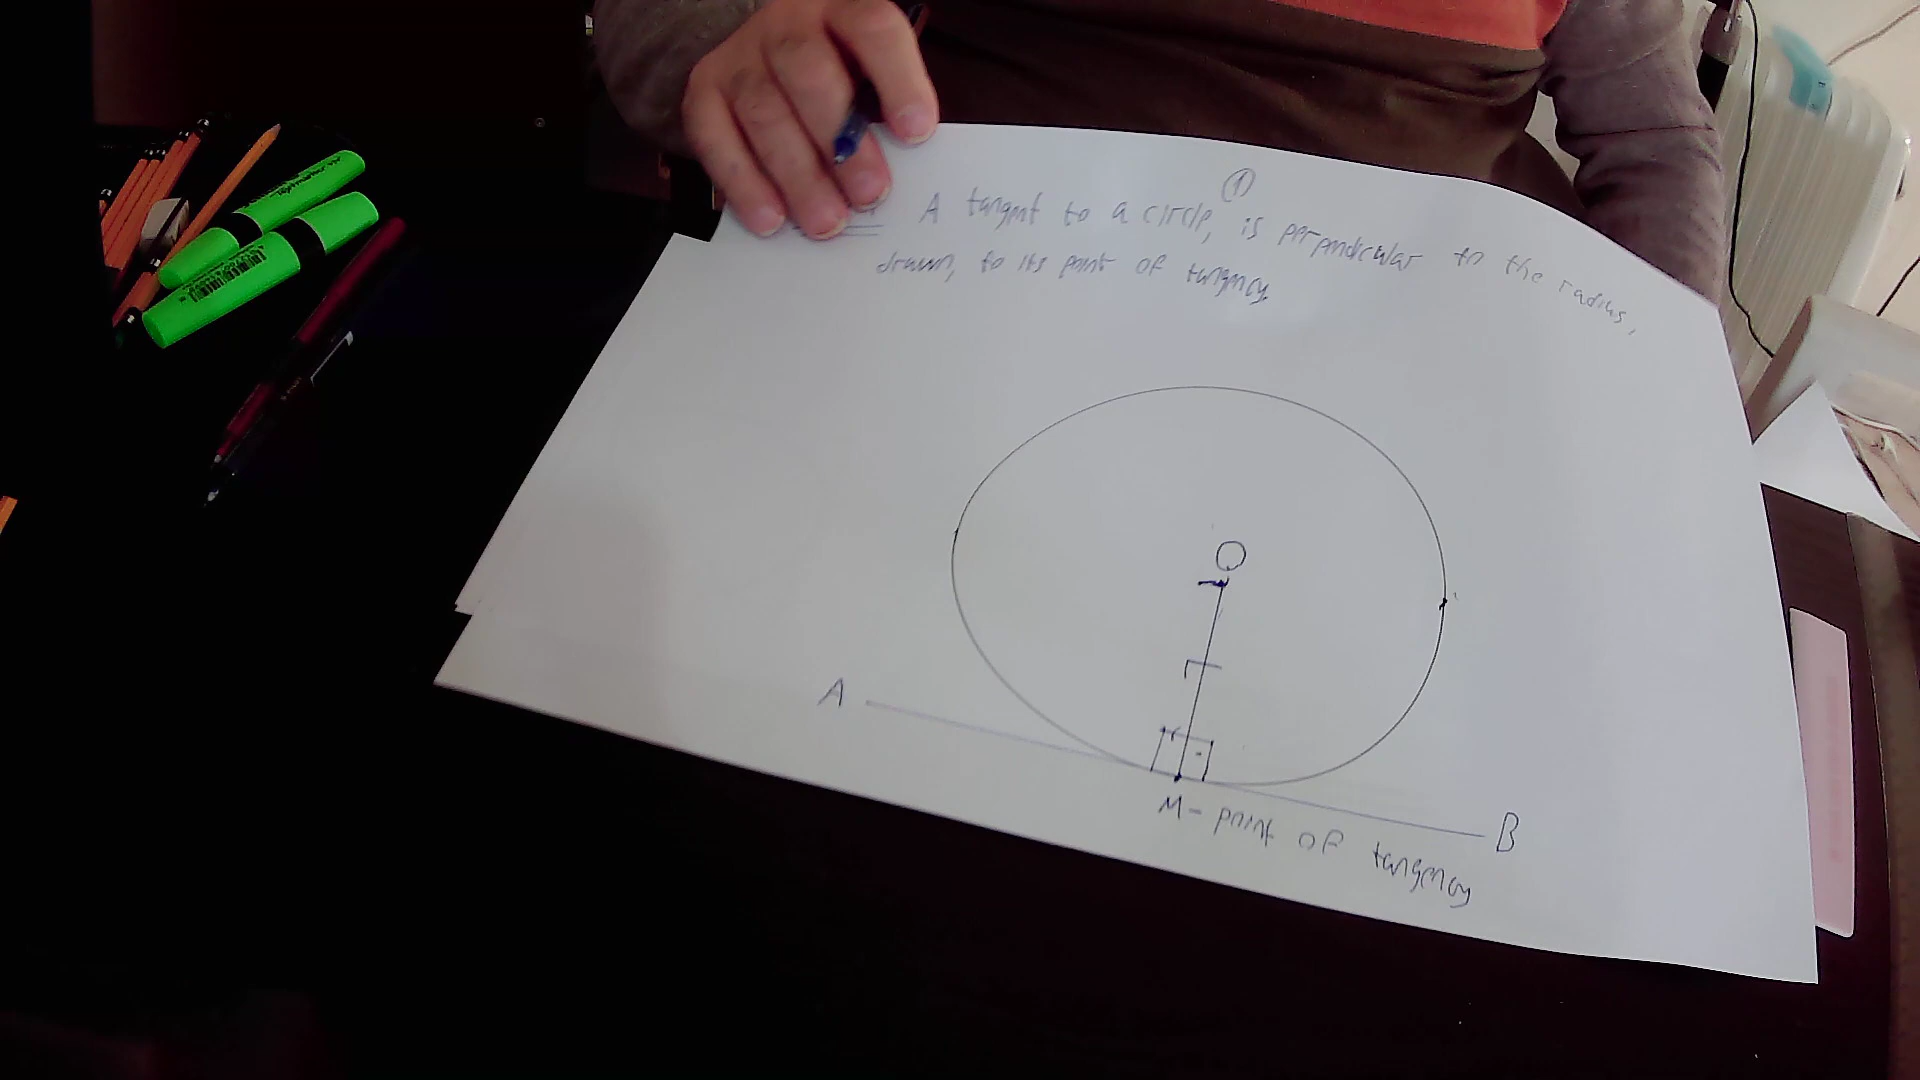 ①
A tangent to a circle, is perpendicular to the radius,
drawn, to its point of tangency.
O
A
B
M - point of tangency